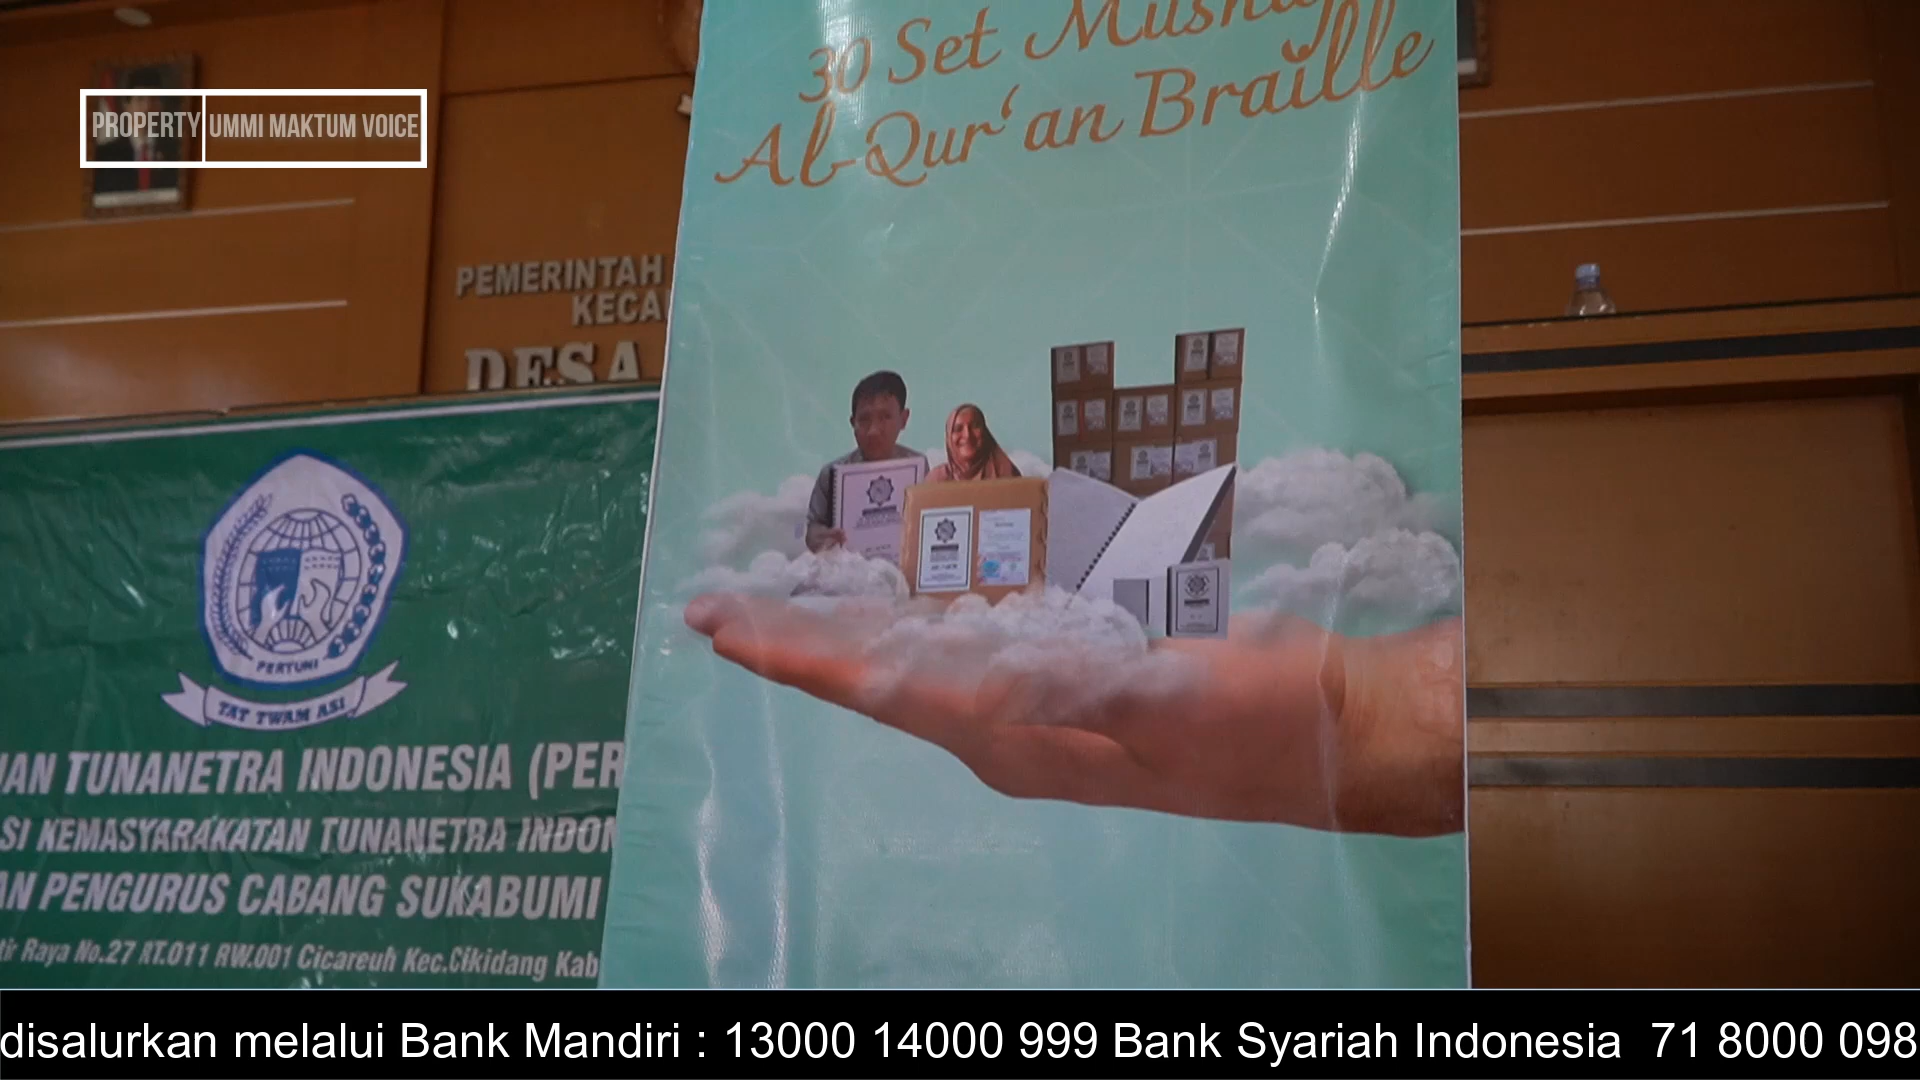 30 Set Mushaf
Al-Qur'an Braille
PROPERTY UMMI MAKTUM VOICE
PEMERINTAH
KECA
DESA
PERTUNI
TAT TWAM ASI
IAN TUNANETRA INDONESIA (PER
SI KEMASYARAKATAN TUNANETRA INDON
AN PENGURUS CABANG SUKABUMI
tir Raya No.27 RT.011 RW.001 Cicareuh Kec.Cikidang Kab
disalurkan melalui Bank Mandiri : 13000 14000 999 Bank Syariah Indonesia 71 8000 098